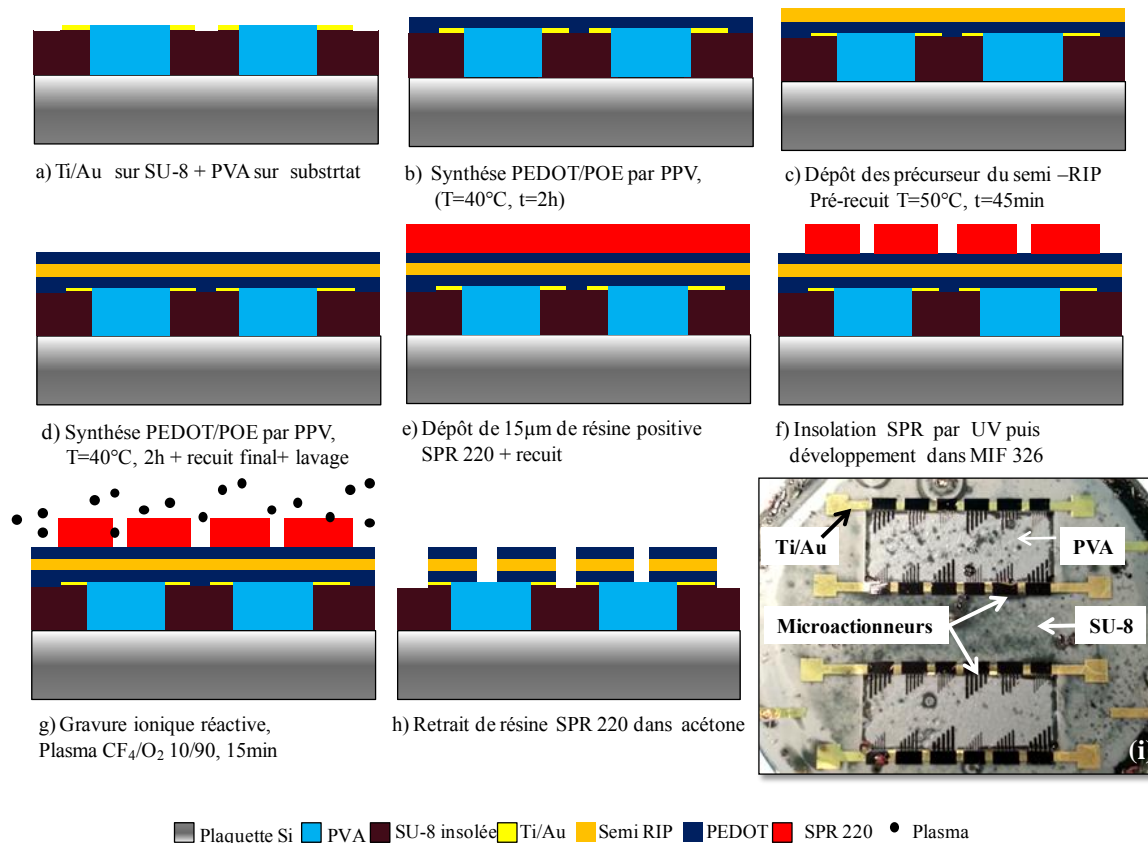 a) Ti/Au sur SU-8 + PVA sur substrtat
b) Synthése PEDOT/POE par PPV,
(T=40°C, t=2h)
c) Dépôt des précurseur du semi –RIP
Pré-recuit T=50°C, t=45min
d) Synthése PEDOT/POE par PPV,
T=40°C, 2h + recuit final+ lavage
e) Dépôt de 15µm de résine positive
SPR 220 + recuit
f) Insolation SPR par UV puis
développement dans MIF 326
g) Gravure ionique réactive,
Plasma CF₄/O₂ 10/90, 15min
h) Retrait de résine SPR 220 dans acétone
Ti/Au
PVA
Microactionneurs
SU-8
(i)
Plaquette Si
PVA
SU-8 insolée
Ti/Au
Semi RIP
PEDOT
SPR 220
Plasma